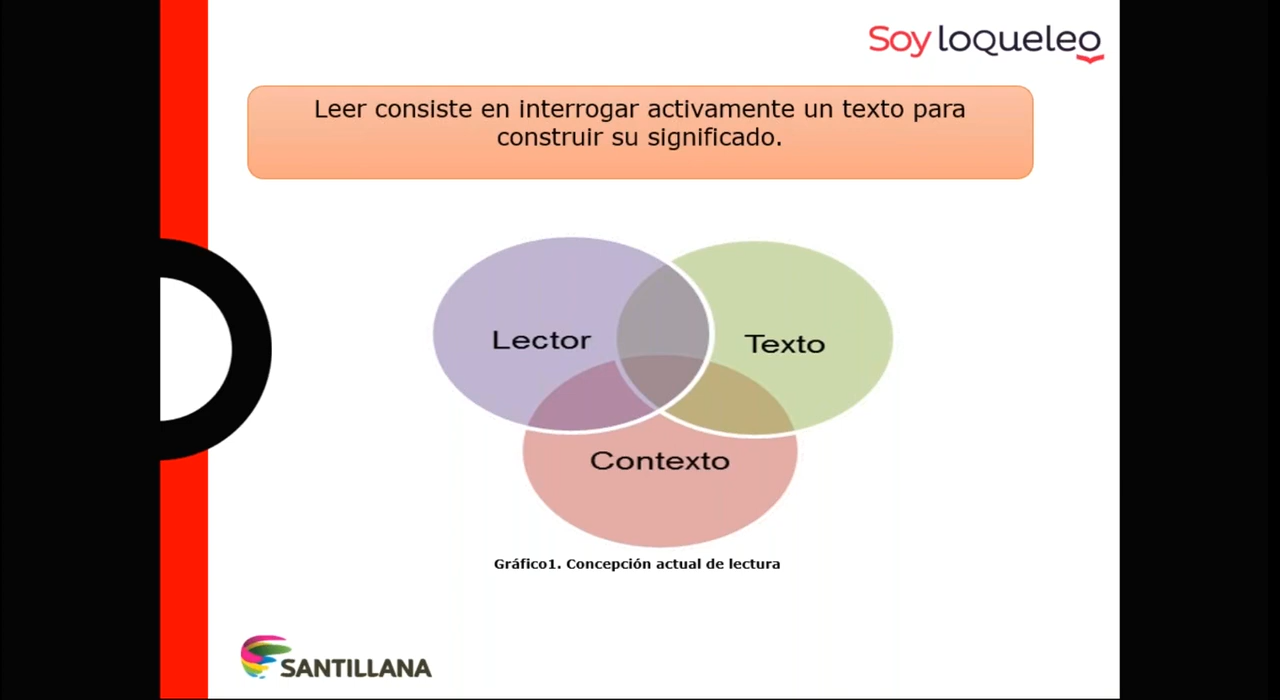 Soy loqueleo
Leer consiste en interrogar activamente un texto para
construir su significado.
Lector
Texto
Contexto
Gráfico1. Concepción actual de lectura
SANTILLANA